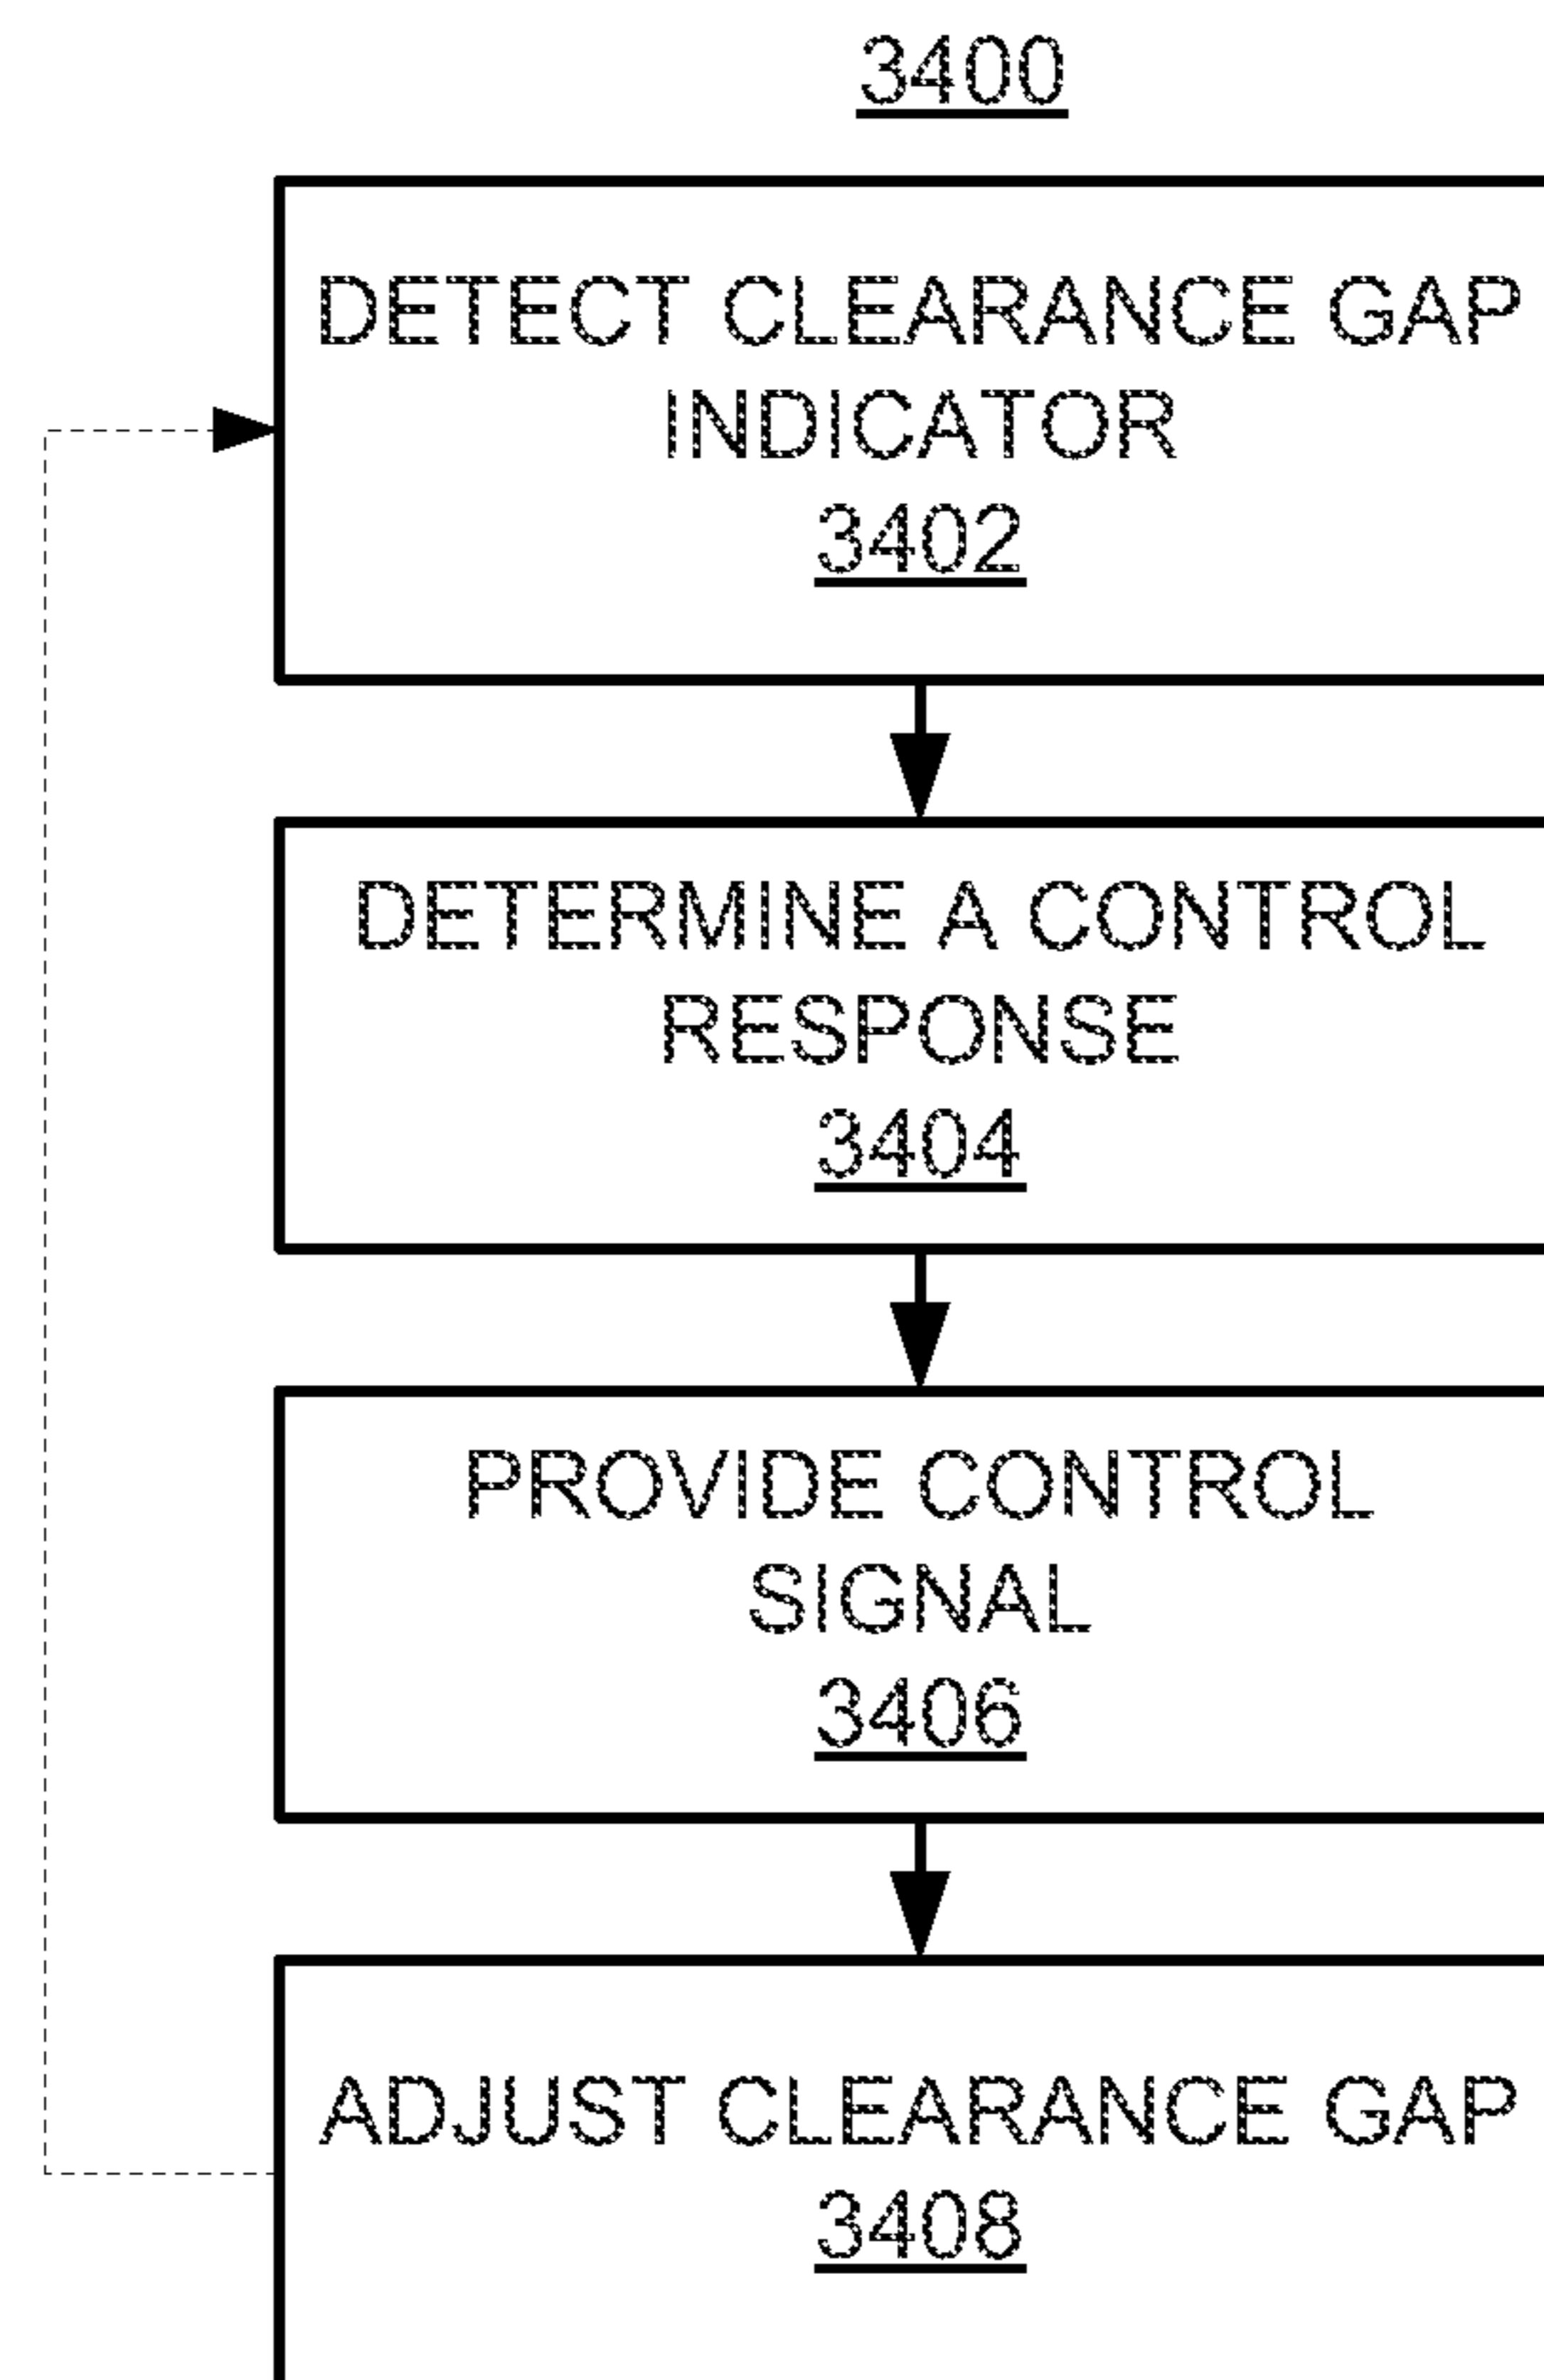 3400
DETECT CLEARANCE GAP
INDICATOR
3402
DETERMINE A CONTROL
RESPONSE
3404
PROVIDE CONTROL
SIGNAL
3406
ADJUST CLEARANCE GAP
3408